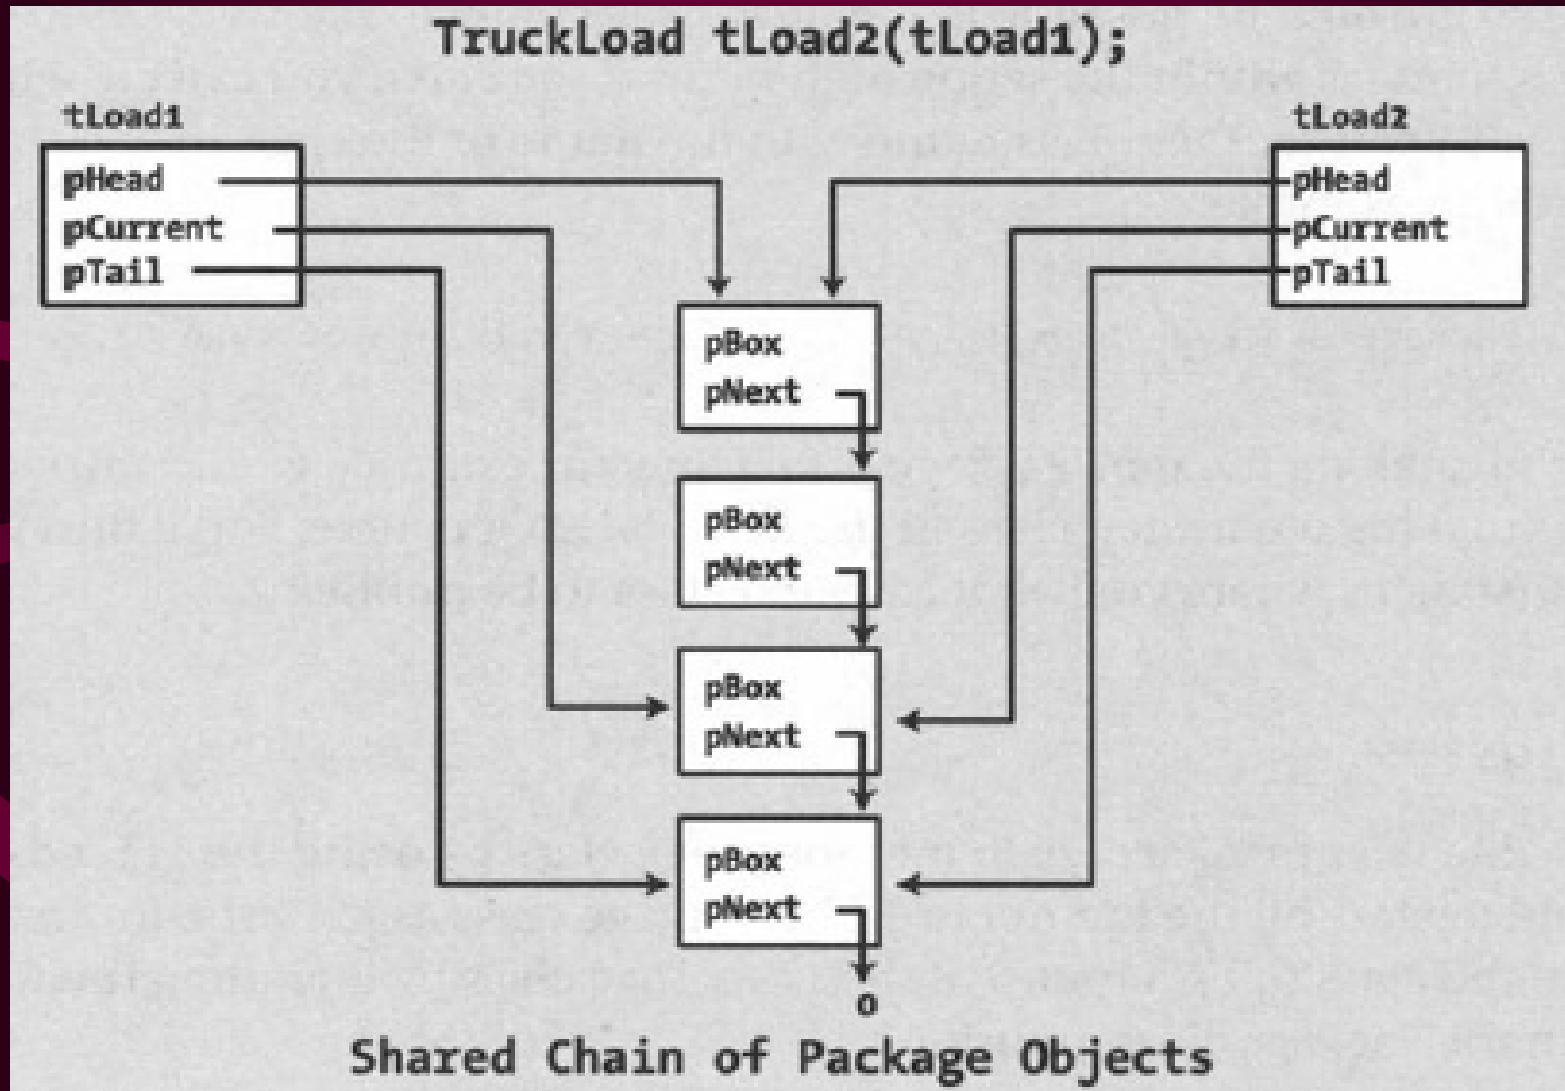 TruckLoad tLoad2(tLoad1);
tLoad1
pHead
pCurrent
pTail
tLoad2
pHead
pCurrent
pTail
pBox
pNext
pBox
pNext
pBox
pNext
pBox
pNext
0
Shared Chain of Package Objects